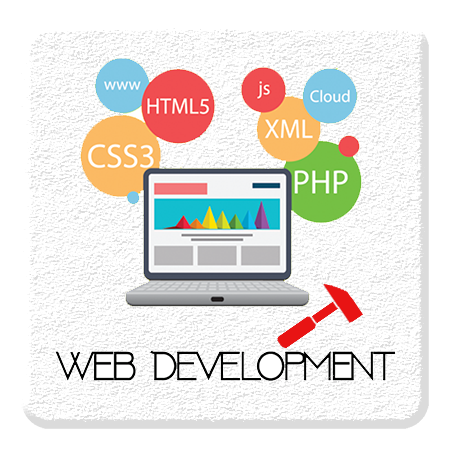 www
HTML5
CSS3
js
Cloud
XML
PHP
WEB DEVELOPMENT